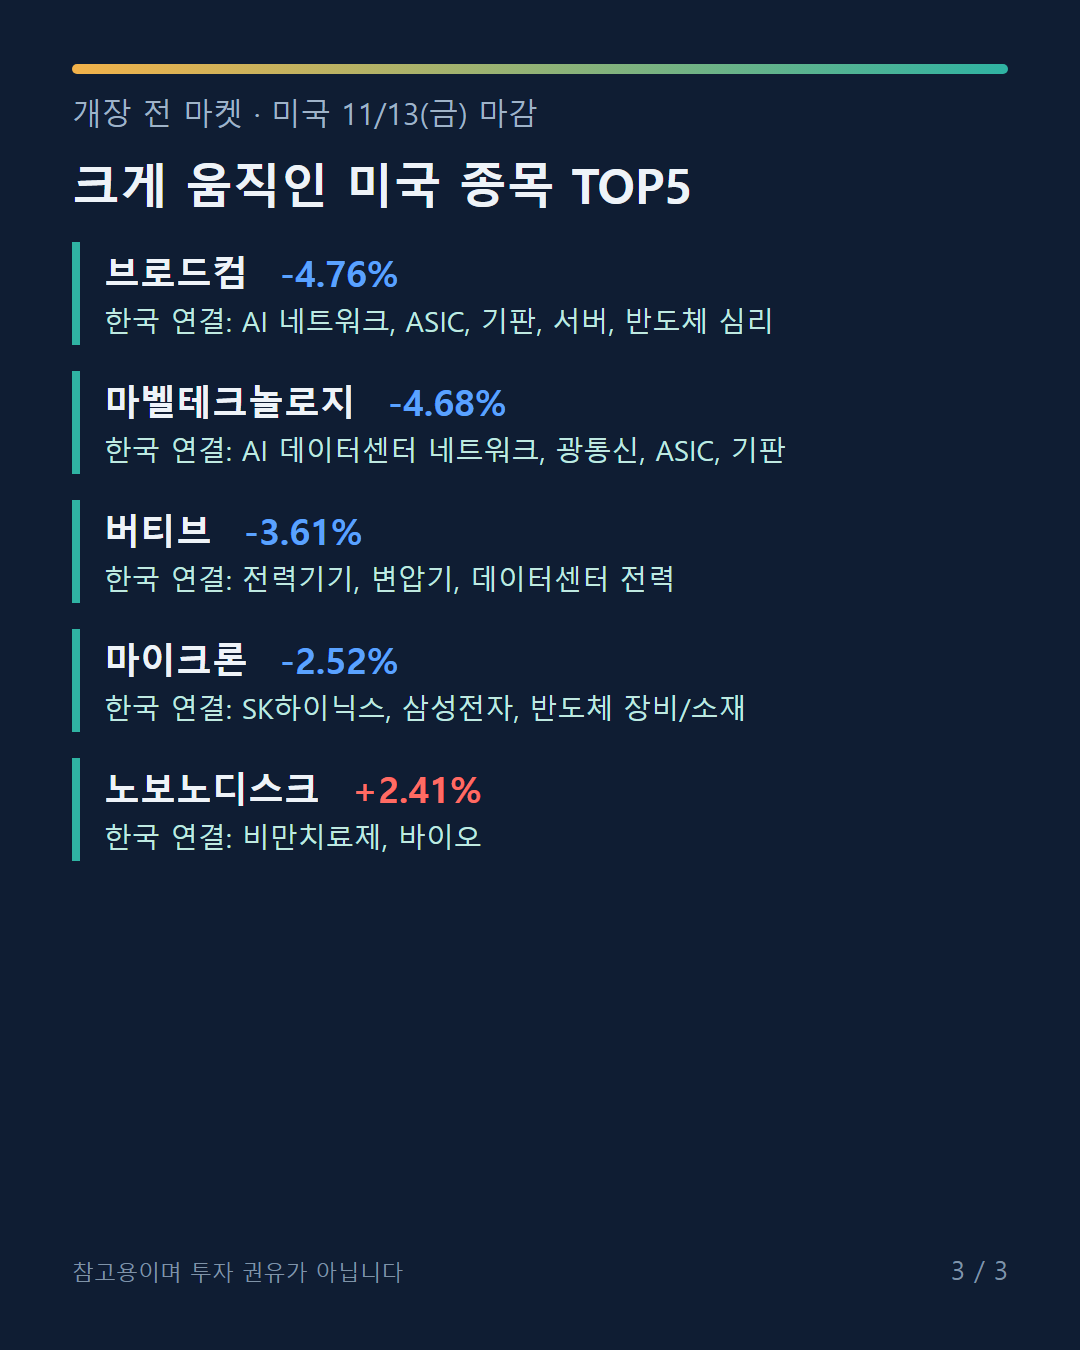 개장 전 마켓 · 미국 11/13(금) 마감
크게 움직인 미국 종목 TOP5
브로드컴 -4.76%
한국 연결: AI 네트워크, ASIC, 기판, 서버, 반도체 심리
마벨테크놀로지 -4.68%
한국 연결: AI 데이터센터 네트워크, 광통신, ASIC, 기판
버티브 -3.61%
한국 연결: 전력기기, 변압기, 데이터센터 전력
마이크론 -2.52%
한국 연결: SK하이닉스, 삼성전자, 반도체 장비/소재
노보노디스크 +2.41%
한국 연결: 비만치료제, 바이오
참고용이며 투자 권유가 아닙니다
3 / 3